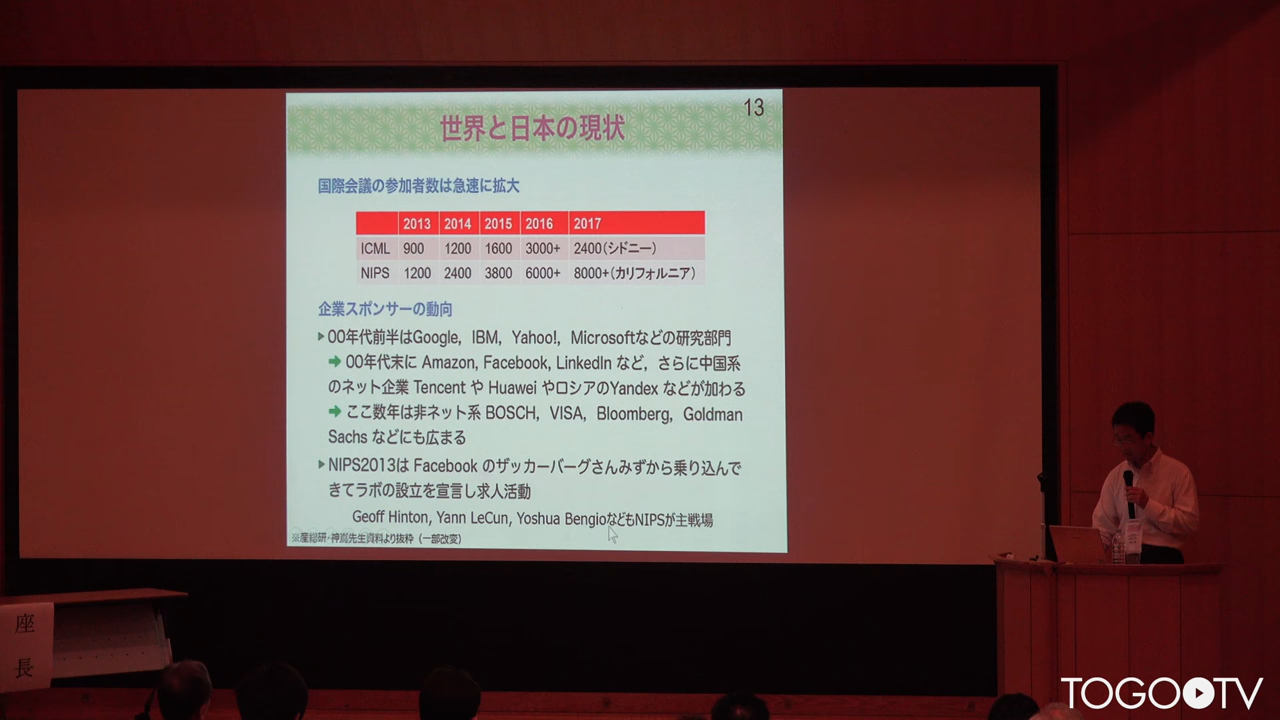 13
世界と日本の現状
国際会議の参加者数は急速に拡大
2013 2014 2015 2016 2017
ICML 900 1200 1600 3000+ 2400(シドニー)
NIPS 1200 2400 3800 6000+ 8000+(カリフォルニア)
企業スポンサーの動向
00年代前半はGoogle, IBM, Yahoo!, Microsoftなどの研究部門
00年代末に Amazon, Facebook, LinkedIn など, さらに中国系
のネット企業 Tencent や Huawei やロシアのYandex などが加わる
ここ数年は非ネット系 BOSCH, VISA, Bloomberg, Goldman
Sachs などにも広まる
NIPS2013は Facebook のザッカーバーグさんみずから乗り込んで
きてラボの設立を宣言し求人活動
Geoff Hinton, Yann LeCun, Yoshua BengioなどもNIPSが主戦場
※産総研・神嶌先生資料より抜粋(一部改変)
座長
TOGO TV